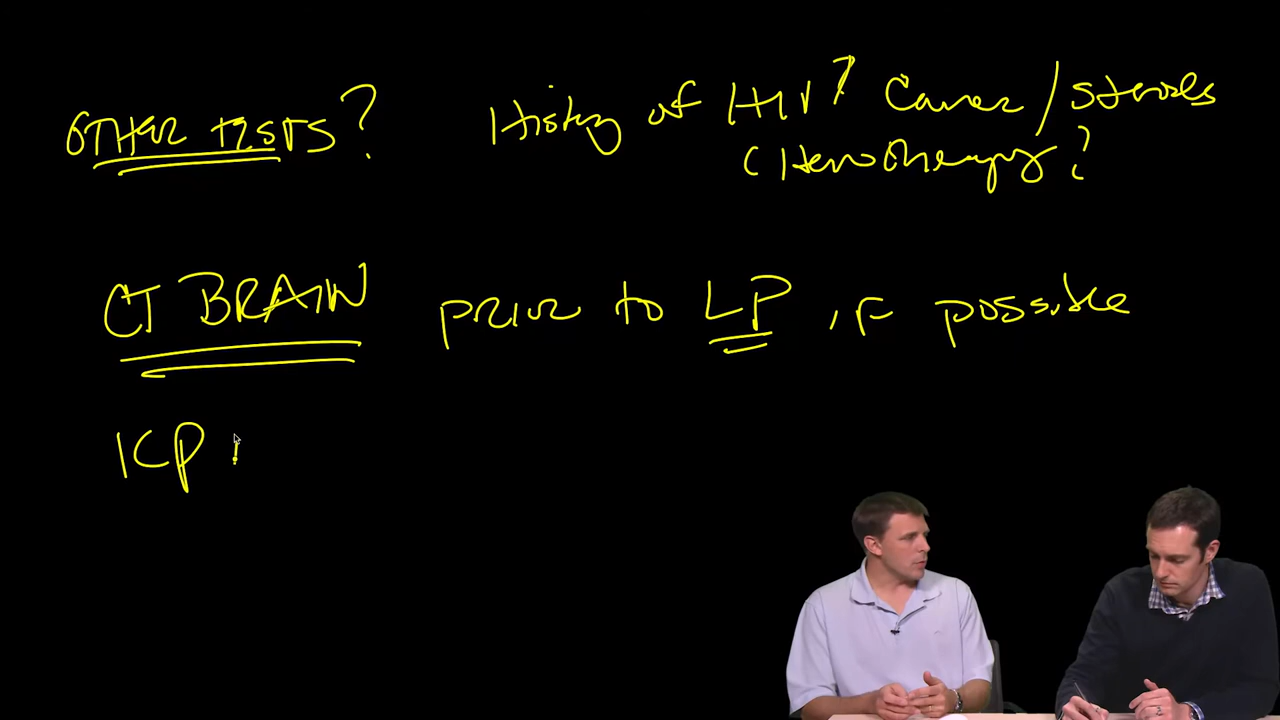 OTHER TESTS? History of HIV? Cancer / Steroids
Chemotherapy?
CT BRAIN prior to LP, if possible
ICP